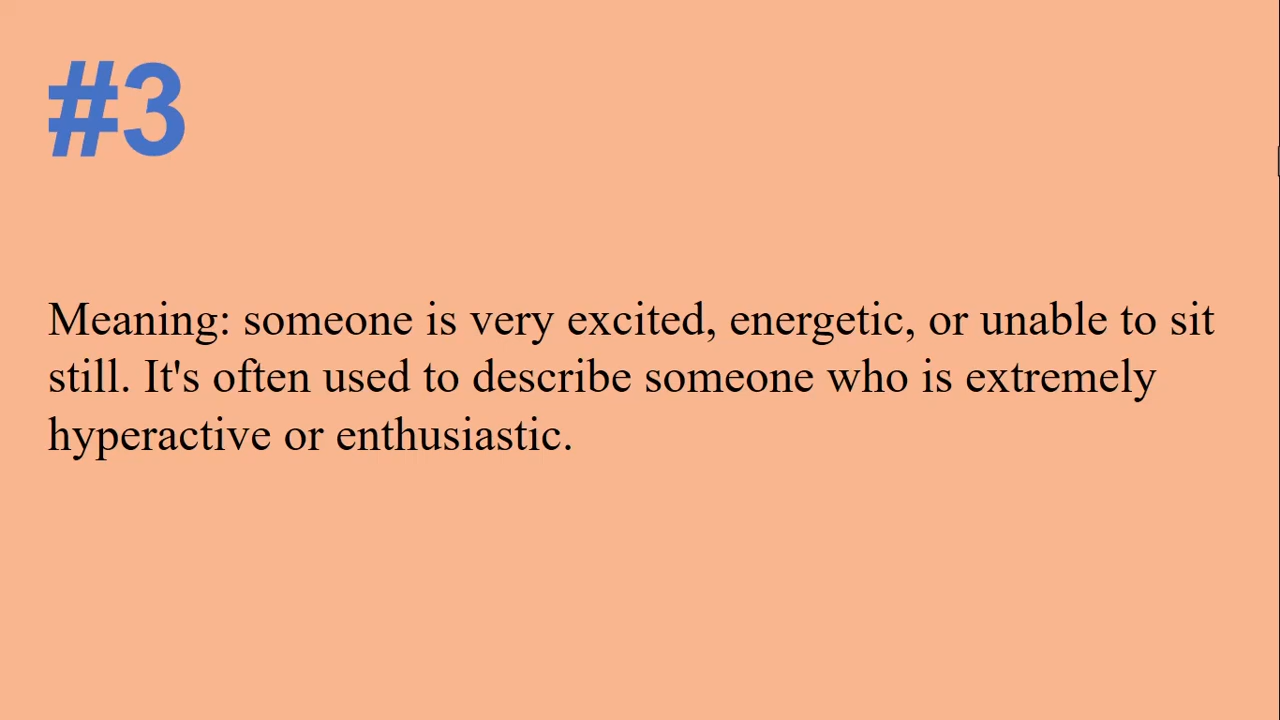 #3
Meaning: someone is very excited, energetic, or unable to sit
still. It's often used to describe someone who is extremely
hyperactive or enthusiastic.